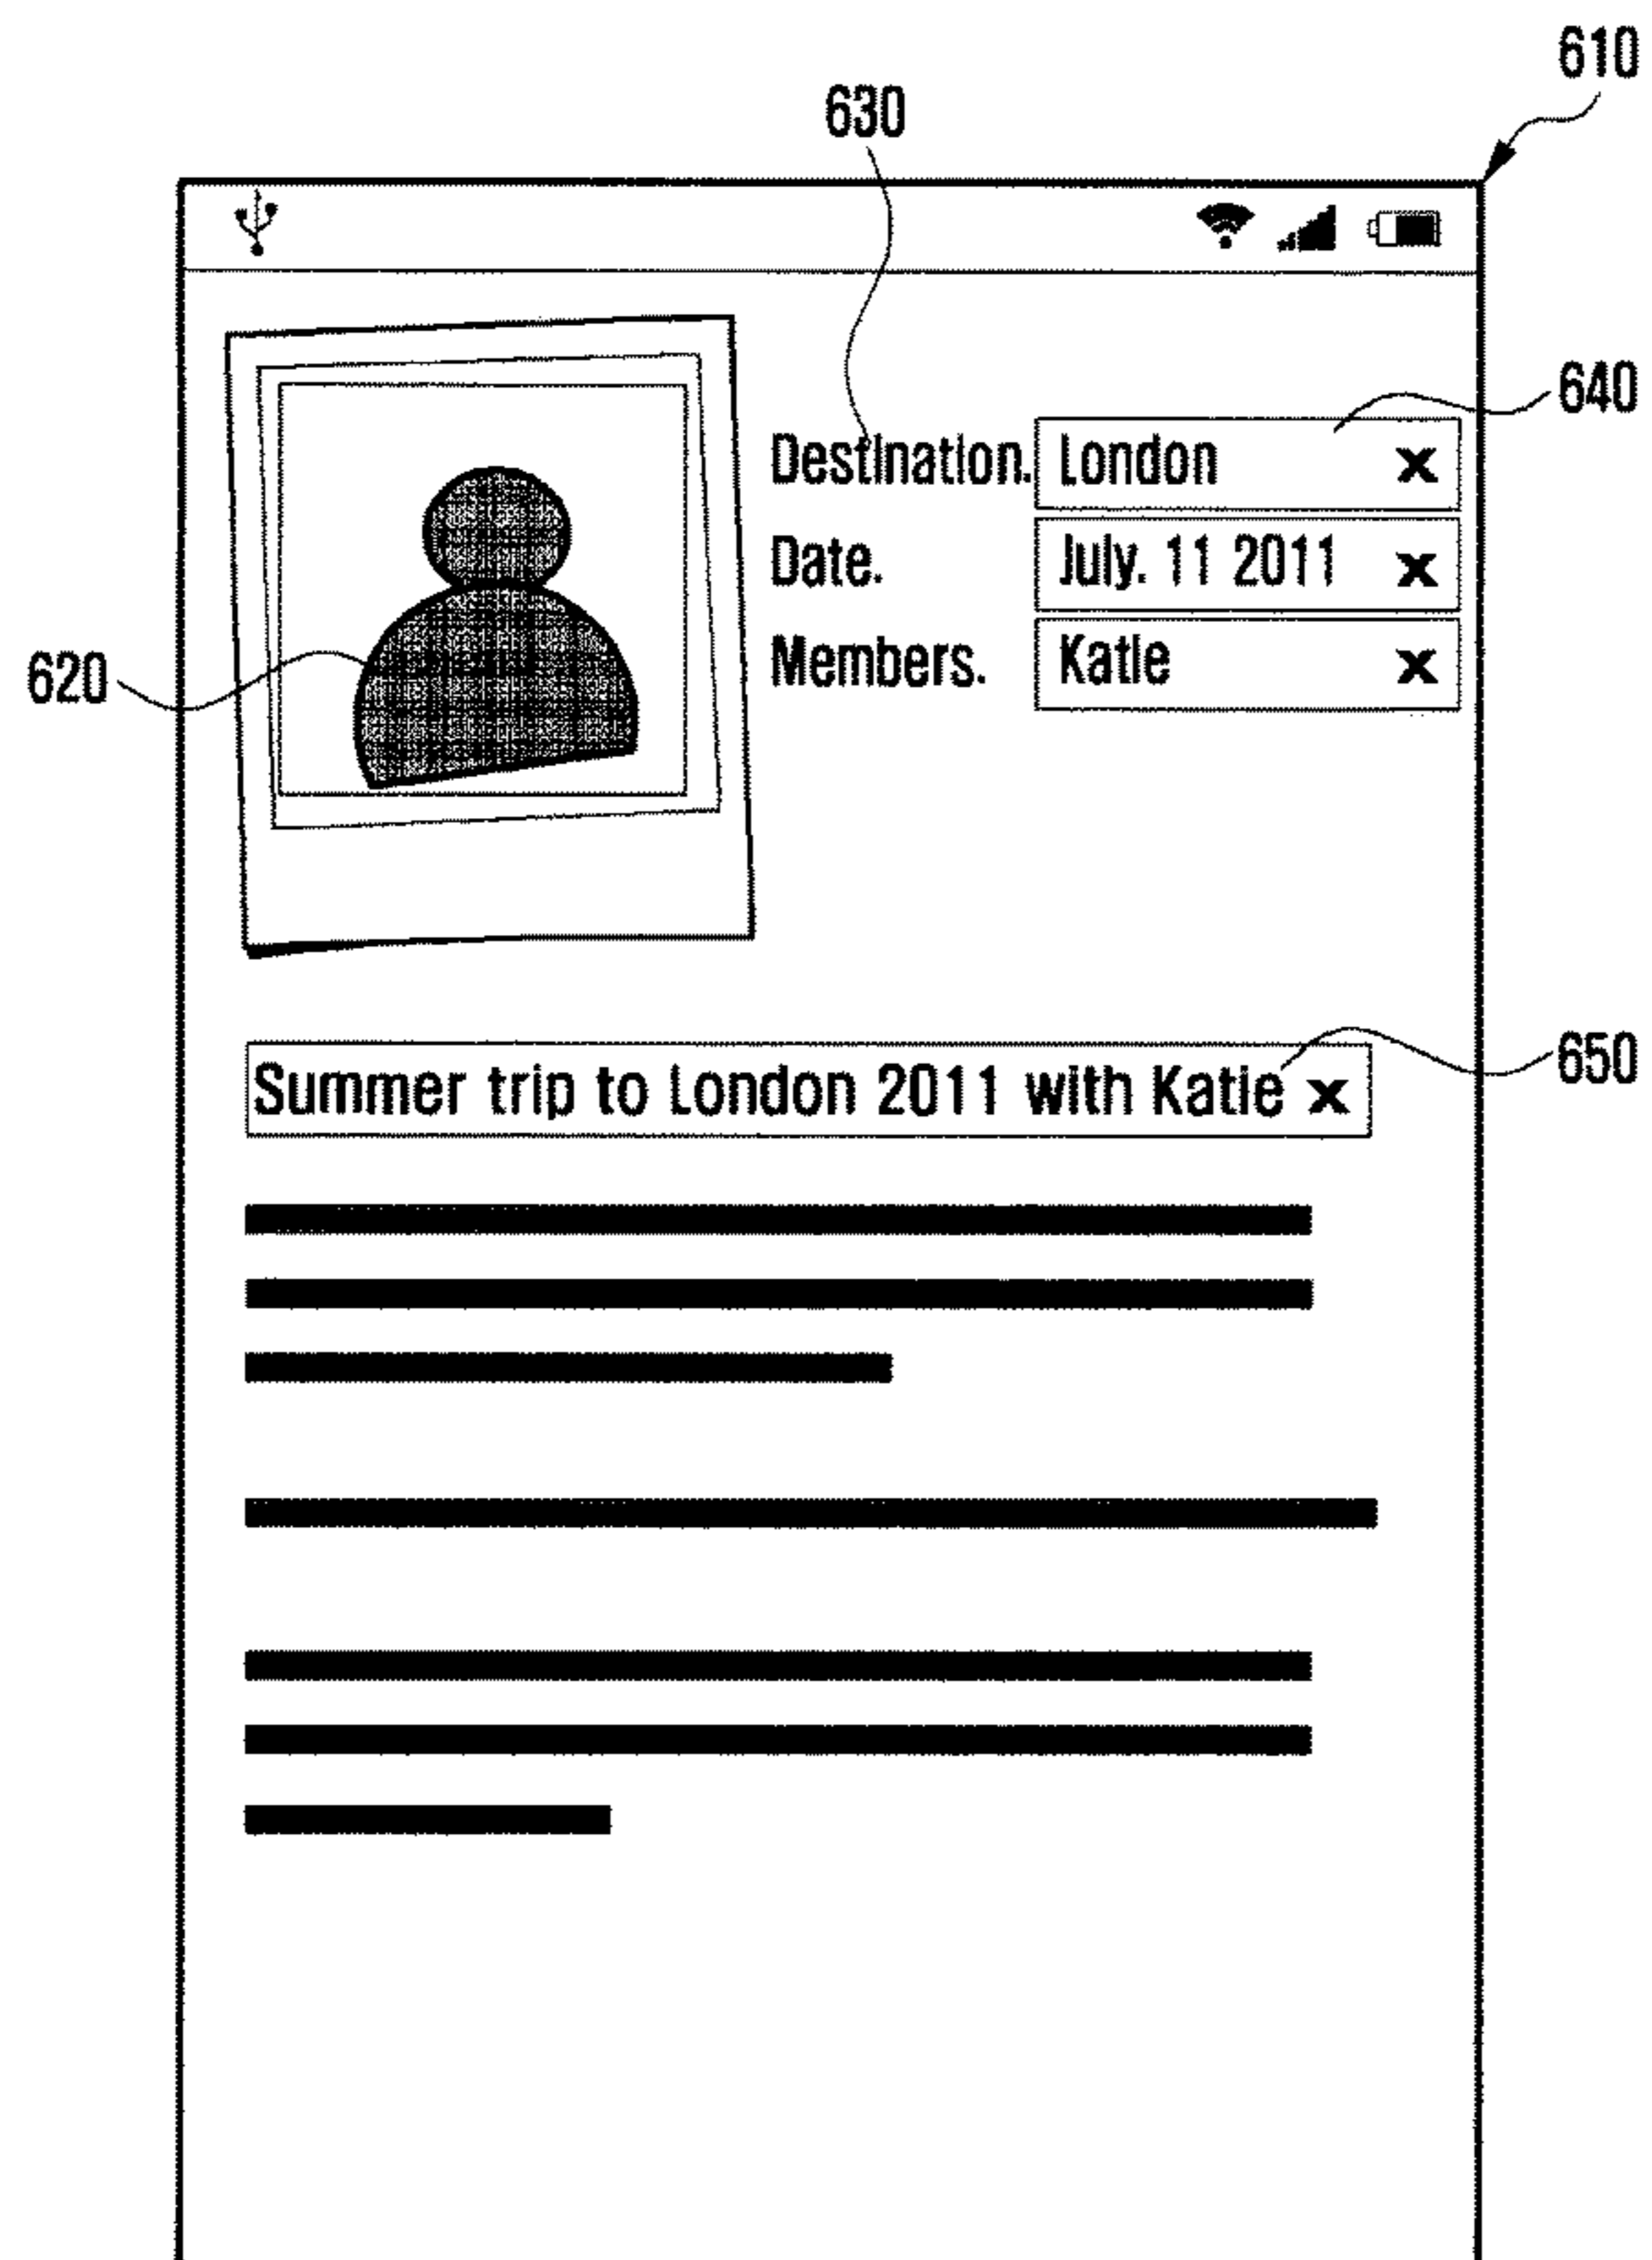 610
630
640
Destination. London x
Date. July. 11 2011 x
Members. Katie x
620
650
Summer trip to London 2011 with Katie x